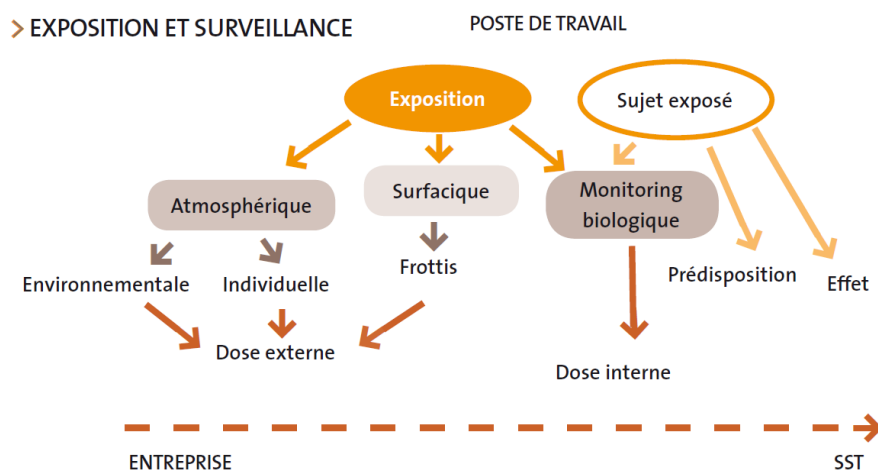 > EXPOSITION ET SURVEILLANCE
POSTE DE TRAVAIL
Exposition
Sujet exposé
Atmosphérique
Surfacique
Monitoring
biologique
Environnementale
Individuelle
Frottis
Prédisposition
Effet
Dose externe
Dose interne
ENTREPRISE
SST